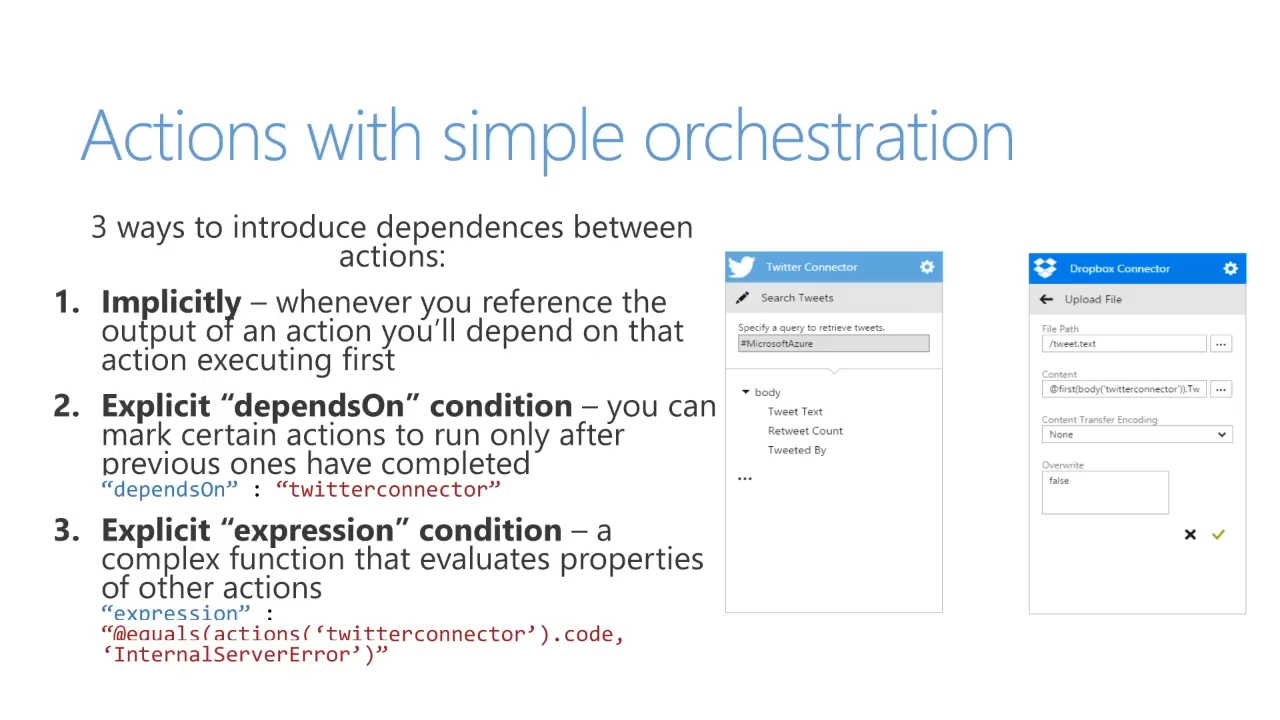 Actions with simple orchestration
3 ways to introduce dependences between
actions:
1. Implicitly – whenever you reference the
output of an action you’ll depend on that
action executing first
2. Explicit “dependsOn” condition – you can
mark certain actions to run only after
previous ones have completed
“dependsOn” : “twitterconnector”
3. Explicit “expression” condition – a
complex function that evaluates properties
of other actions
“expression” :
“@equals(actions(‘twitterconnector’).code,
‘InternalServerError’)”
Twitter Connector
Search Tweets
Specify a query to retrieve tweets.
#MicrosoftAzure
body
Tweet Text
Retweet Count
Tweeted By
...
Dropbox Connector
Upload File
File Path
/tweet.text
...
Content
@first(body('twitterconnector')).Tw
...
Content Transfer Encoding
None
Overwrite
false